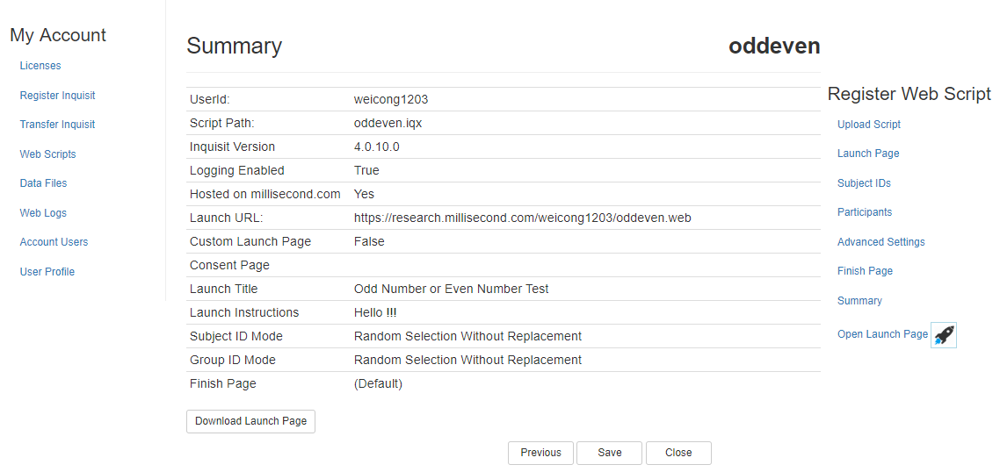 My Account
Licenses
Register Inquisit
Transfer Inquisit
Web Scripts
Data Files
Web Logs
Account Users
User Profile
Summary
oddeven
UserId: weicong1203
Script Path: oddeven.iqx
Inquisit Version 4.0.10.0
Logging Enabled True
Hosted on millisecond.com Yes
Launch URL: https://research.millisecond.com/weicong1203/oddeven.web
Custom Launch Page False
Consent Page
Launch Title Odd Number or Even Number Test
Launch Instructions Hello !!!
Subject ID Mode Random Selection Without Replacement
Group ID Mode Random Selection Without Replacement
Finish Page (Default)
Download Launch Page
Previous Save Close
Register Web Script
Upload Script
Launch Page
Subject IDs
Participants
Advanced Settings
Finish Page
Summary
Open Launch Page